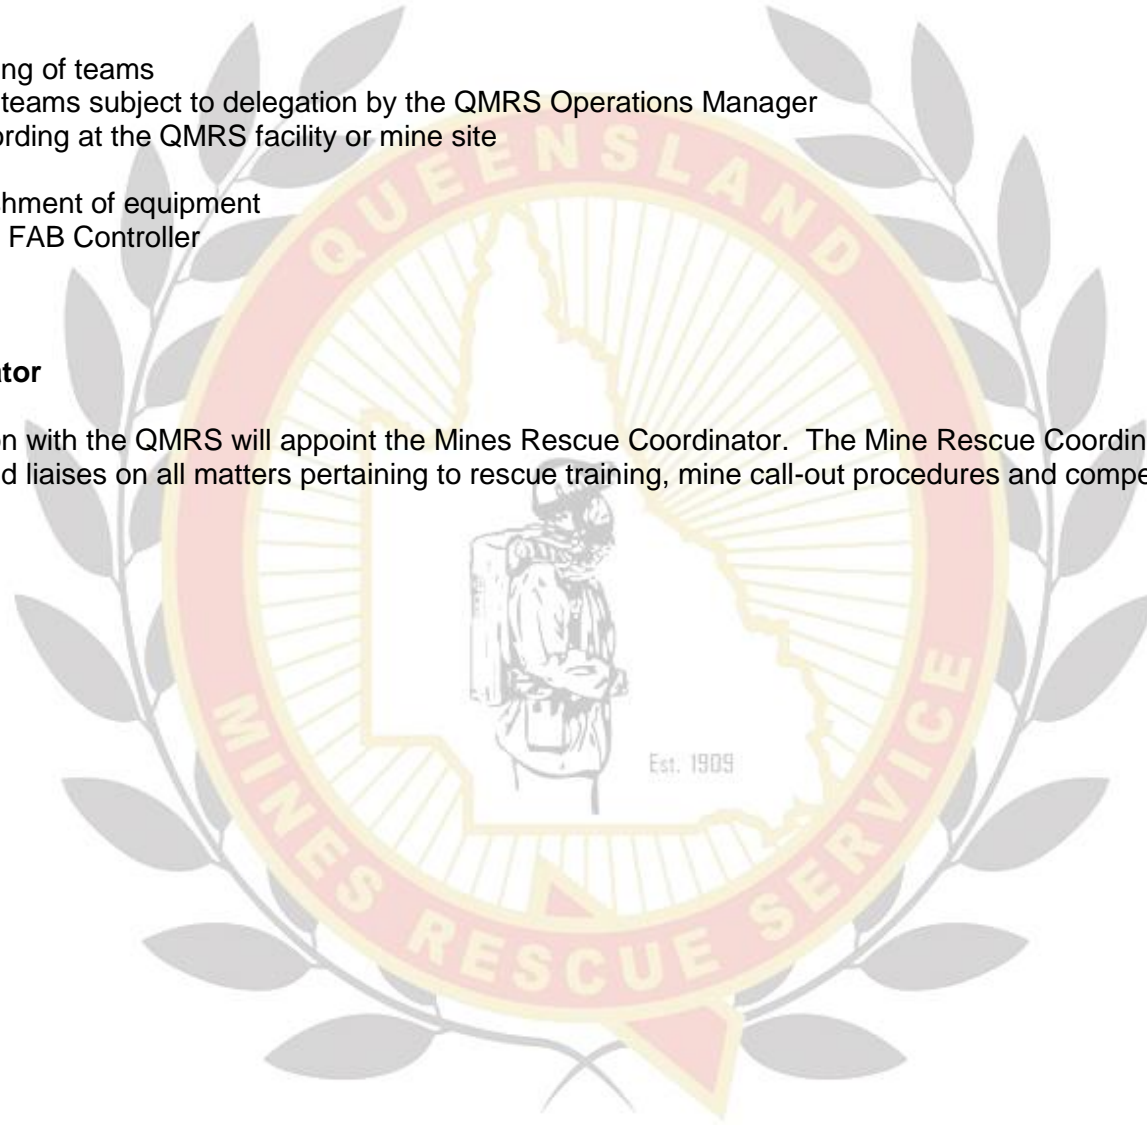 ng of teams
teams subject to delegation by the QMRS Operations Manager
ording at the QMRS facility or mine site
hment of equipment
FAB Controller
ator
on with the QMRS will appoint the Mines Rescue Coordinator.  The Mine Rescue Coordin
d liaises on all matters pertaining to rescue training, mine call-out procedures and compe
QUEENSLAND
Est. 1909
MINES RESCUE SERVICE